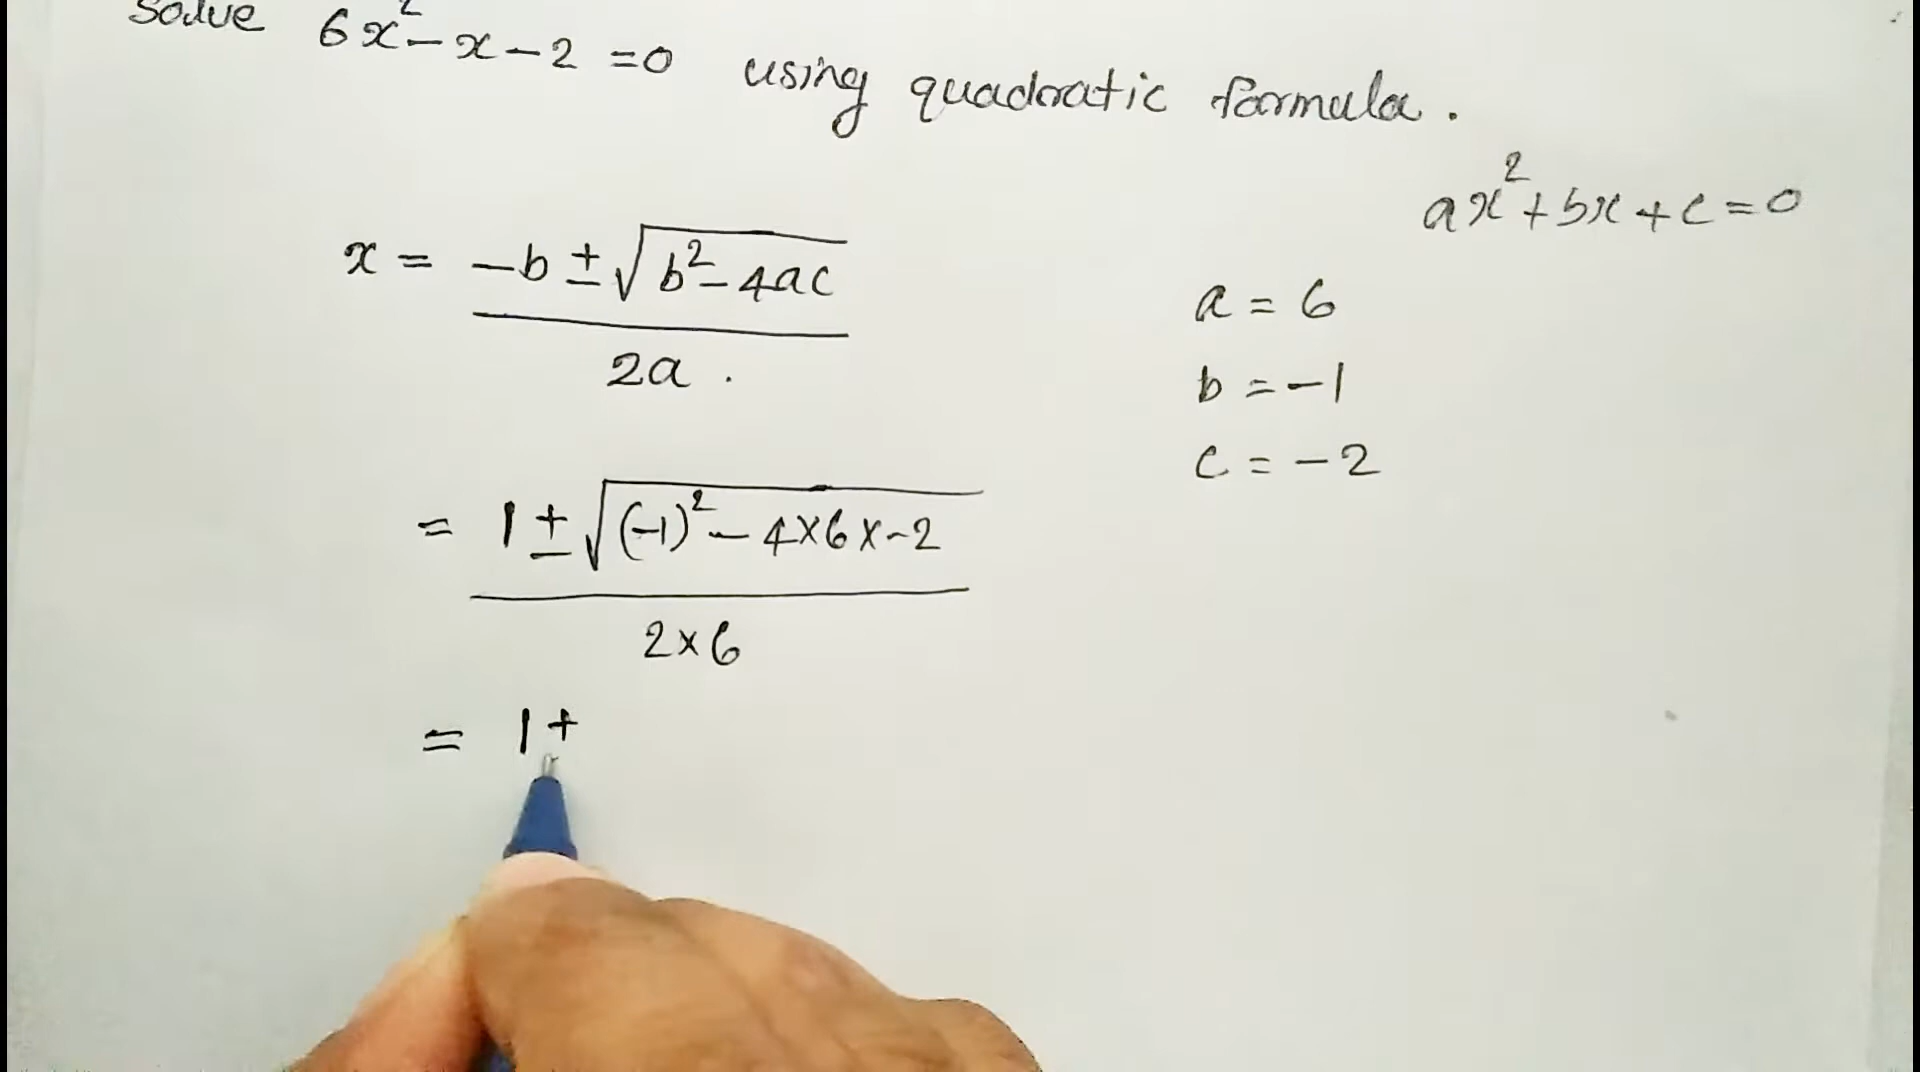 Solve 6x² - x - 2 = 0 using quadratic formula.
ax² + bx + c = 0
x = (-b ± √(b² - 4ac)) / 2a.
a = 6
b = -1
c = -2
= (1 ± √((-1)² - 4×6×-2)) / 2×6
= 1 +